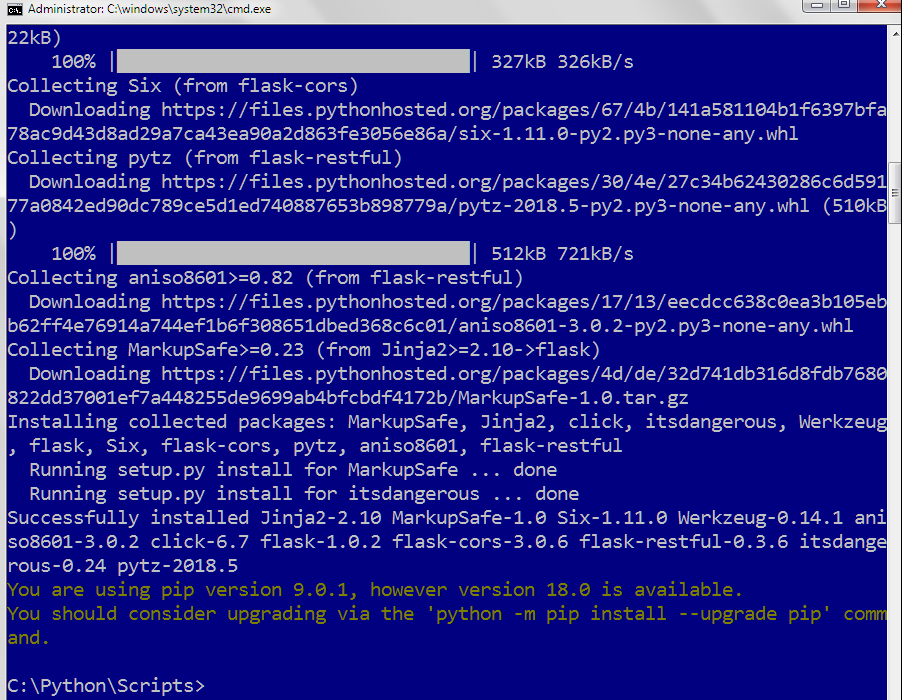 Administrator: C:\windows\system32\cmd.exe
22kB)
    100% |████████████████████████████████| 327kB 326kB/s
Collecting Six (from flask-cors)
  Downloading https://files.pythonhosted.org/packages/67/4b/141a581104b1f6397bfa
78ac9d43d8ad29a7ca43ea90a2d863fe3056e86a/six-1.11.0-py2.py3-none-any.whl
Collecting pytz (from flask-restful)
  Downloading https://files.pythonhosted.org/packages/30/4e/27c34b62430286c6d591
77a0842ed90dc789ce5d1ed740887653b898779a/pytz-2018.5-py2.py3-none-any.whl (510kB
)
    100% |████████████████████████████████| 512kB 721kB/s
Collecting aniso8601>=0.82 (from flask-restful)
  Downloading https://files.pythonhosted.org/packages/17/13/eecdcc638c0ea3b105eb
b62ff4e76914a744ef1b6f308651dbed368c6c01/aniso8601-3.0.2-py2.py3-none-any.whl
Collecting MarkupSafe>=0.23 (from Jinja2>=2.10->flask)
  Downloading https://files.pythonhosted.org/packages/4d/de/32d741db316d8fdb7680
822dd37001ef7a448255de9699ab4bfcbdf4172b/MarkupSafe-1.0.tar.gz
Installing collected packages: MarkupSafe, Jinja2, click, itsdangerous, Werkzeug
, flask, Six, flask-cors, pytz, aniso8601, flask-restful
  Running setup.py install for MarkupSafe ... done
  Running setup.py install for itsdangerous ... done
Successfully installed Jinja2-2.10 MarkupSafe-1.0 Six-1.11.0 Werkzeug-0.14.1 ani
so8601-3.0.2 click-6.7 flask-1.0.2 flask-cors-3.0.6 flask-restful-0.3.6 itsdange
rous-0.24 pytz-2018.5
You are using pip version 9.0.1, however version 18.0 is available.
You should consider upgrading via the 'python -m pip install --upgrade pip' comm
and.
C:\Python\Scripts>